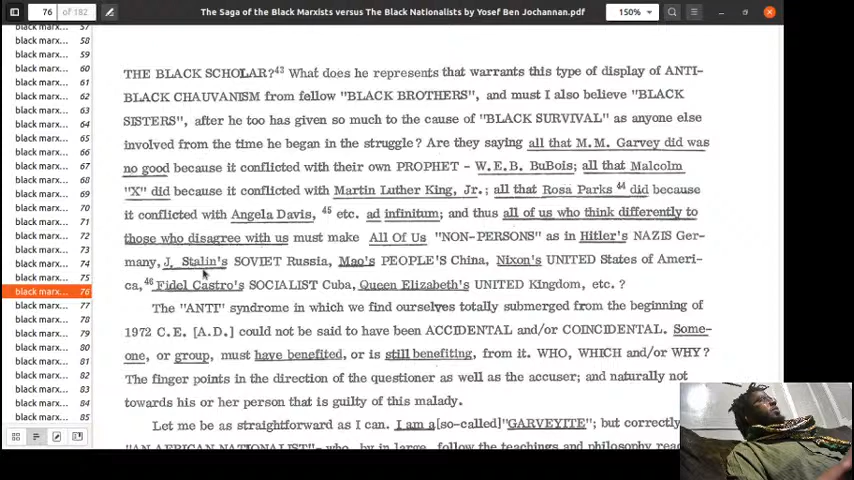 76 of 182
The Saga of the Black Marxists versus The Black Nationalists by Yosef Ben Jochannan.pdf
150%
black marx... 57
black marx... 58
black marx... 59
black marx... 60
black marx... 61
black marx... 62
black marx... 63
black marx... 64
black marx... 65
black marx... 66
black marx... 67
black marx... 68
black marx... 69
black marx... 70
black marx... 71
black marx... 72
black marx... 73
black marx... 74
black marx... 75
black marx... 76
black marx... 77
black marx... 78
black marx... 79
black marx... 80
black marx... 81
black marx... 82
black marx... 83
black marx... 84
black marx... 85
THE BLACK SCHOLAR?43 What does he represents that warrants this type of display of ANTI-
BLACK CHAUVANISM from fellow "BLACK BROTHERS", and must I also believe "BLACK
SISTERS", after he too has given so much to the cause of "BLACK SURVIVAL" as anyone else
involved from the time he began in the struggle? Are they saying all that M.M. Garvey did was
no good because it conflicted with their own PROPHET - W.E.B. BuBois; all that Malcolm
"X" did because it conflicted with Martin Luther King, Jr.; all that Rosa Parks 44 did because
it conflicted with Angela Davis, 45 etc. ad infinitum; and thus all of us who think differently to
those who disagree with us must make All Of Us "NON-PERSONS" as in Hitler's NAZIS Ger-
many, J. Stalin's SOVIET Russia, Mao's PEOPLE'S China, Nixon's UNITED States of Ameri-
ca,46 Fidel Castro's SOCIALIST Cuba, Queen Elizabeth's UNITED Kingdom, etc. ?
The "ANTI" syndrome in which we find ourselves totally submerged from the beginning of
1972 C.E. [A.D.] could not be said to have been ACCIDENTAL and/or COINCIDENTAL. Some-
one, or group, must have benefited, or is still benefiting, from it. WHO, WHICH and/or WHY?
The finger points in the direction of the questioner as well as the accuser; and naturally not
towards his or her person that is guilty of this malady.
Let me be as straightforward as I can. I am a[so-called]"GARVEYITE"; but correctly
"AN AFRICAN NATIONALIST"- who, by in large, follow the teachings and philosophy